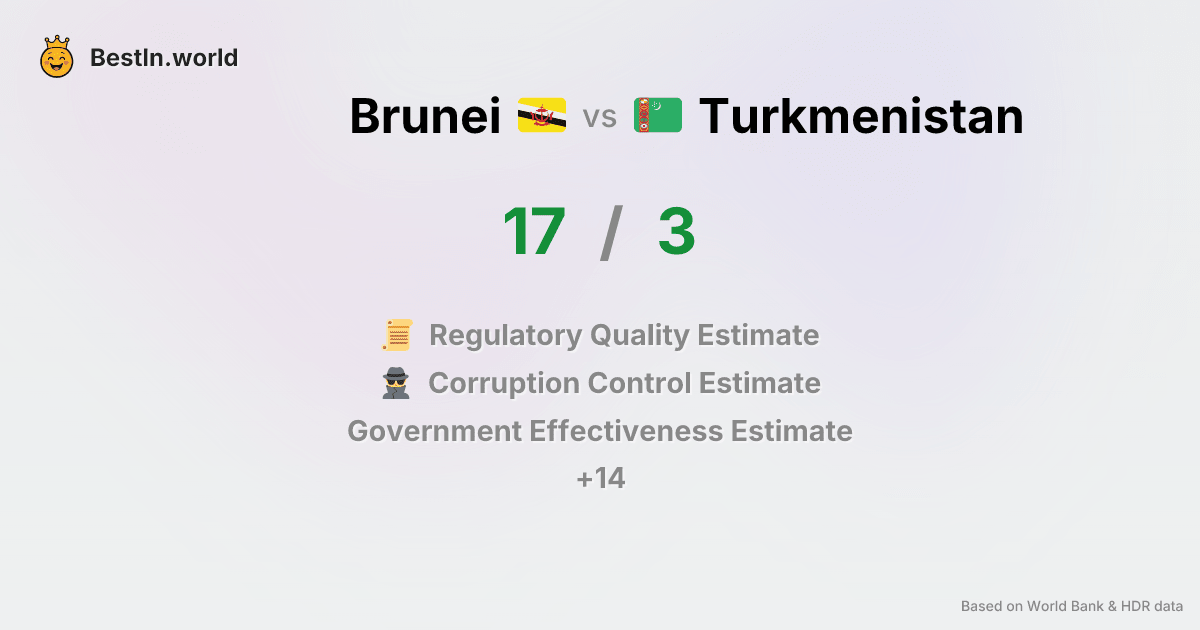 BestIn.world
Brunei vs Turkmenistan
17 / 3
Regulatory Quality Estimate
Corruption Control Estimate
Government Effectiveness Estimate
+14
Based on World Bank & HDR data